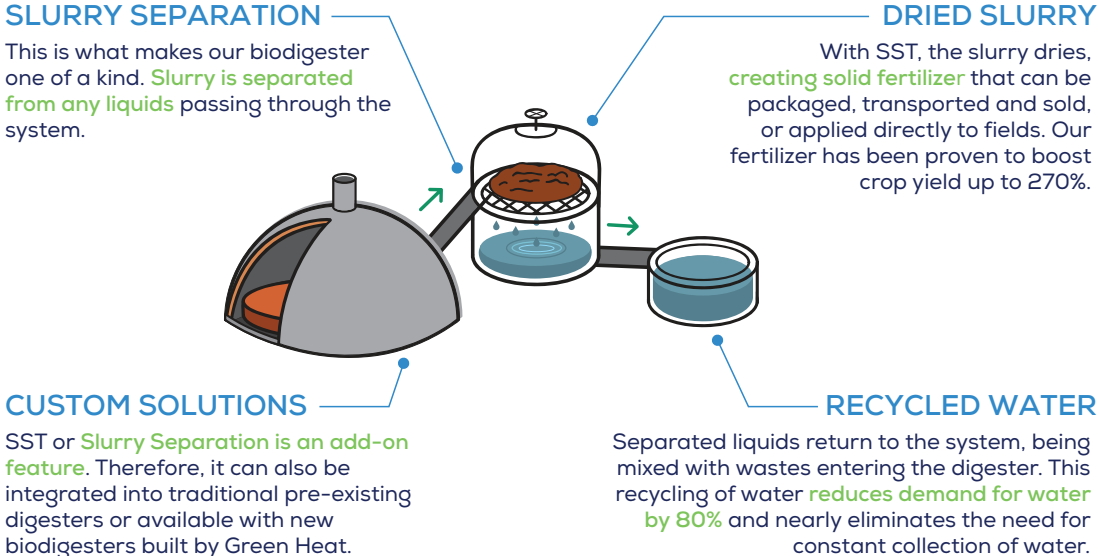 SLURRY SEPARATION
This is what makes our biodigester
one of a kind. Slurry is separated
from any liquids passing through the
system.
DRIED SLURRY
With SST, the slurry dries,
creating solid fertilizer that can be
packaged, transported and sold,
or applied directly to fields. Our
fertilizer has been proven to boost
crop yield up to 270%.
CUSTOM SOLUTIONS
SST or Slurry Separation is an add-on
feature. Therefore, it can also be
integrated into traditional pre-existing
digesters or available with new
biodigesters built by Green Heat.
RECYCLED WATER
Separated liquids return to the system, being
mixed with wastes entering the digester. This
recycling of water reduces demand for water
by 80% and nearly eliminates the need for
constant collection of water.